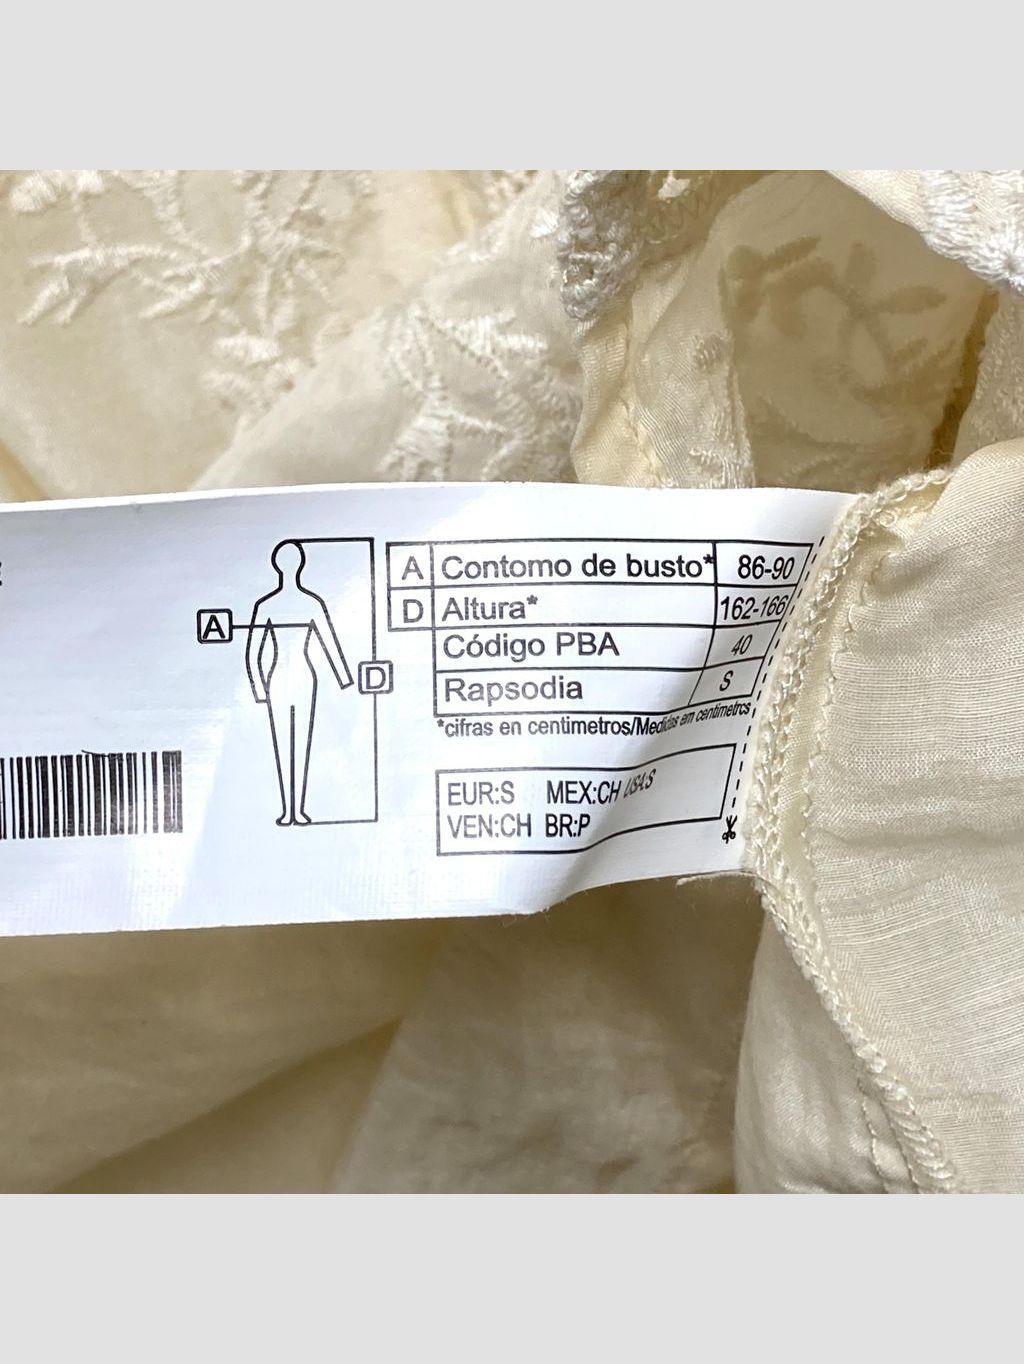 A Contorno de busto* 86-90
D Altura* 162-166
Código PBA 40
Rapsodia S
*cifras en centimetros/Medidas em centimetros
A
D
EUR:S MEX:CH USA:S
VEN:CH BR:P